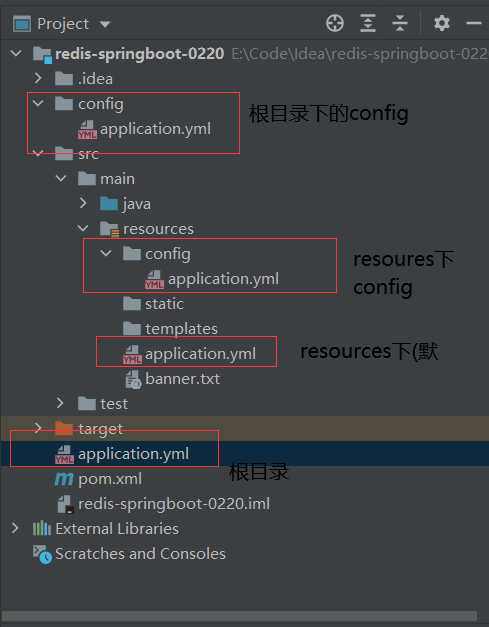 Project
redis-springboot-0220 E:\Code\Idea\redis-springboot-022
.idea
config
根目录下的config
application.yml
src
main
java
resources
config
resoures下
application.yml
config
static
templates
application.yml
resources下(默
banner.txt
test
target
application.yml
根目录
pom.xml
redis-springboot-0220.iml
External Libraries
Scratches and Consoles